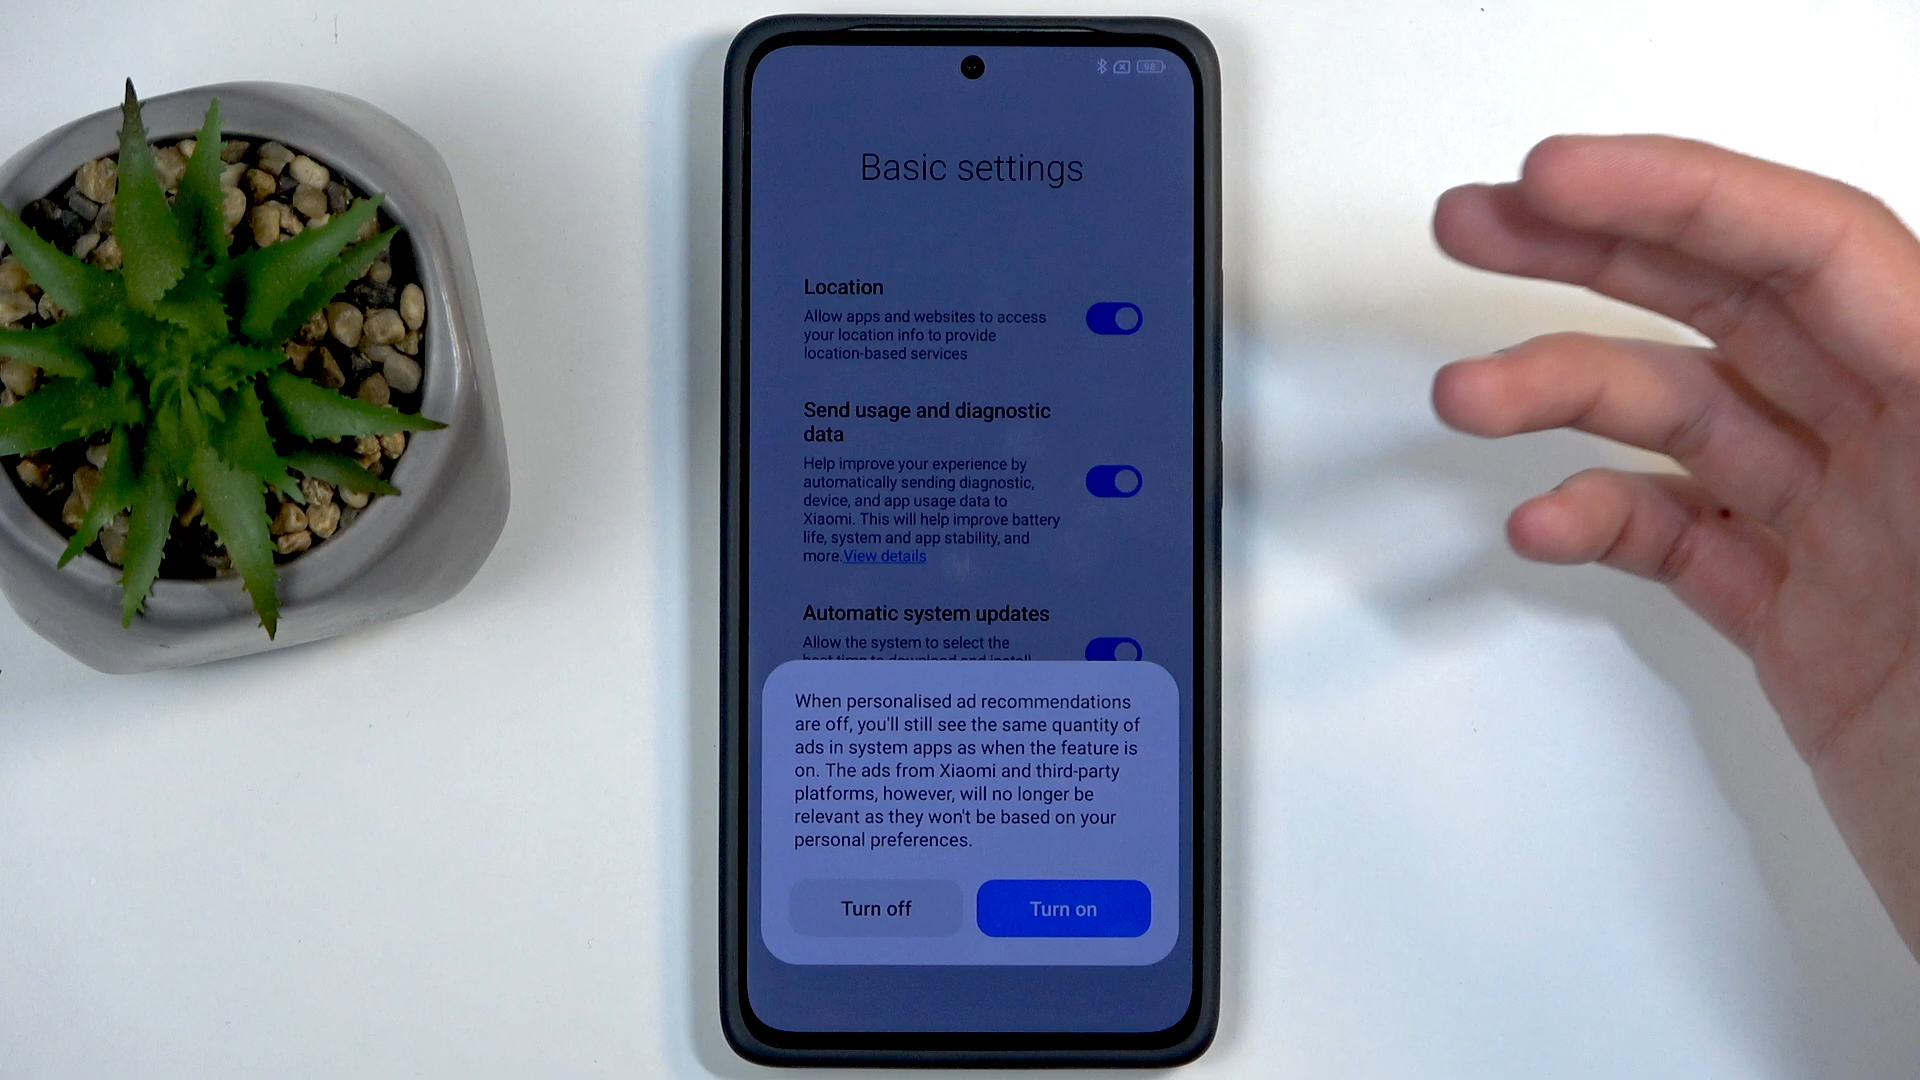 98
Basic settings
Location
Allow apps and websites to access
your location info to provide
location-based services
Send usage and diagnostic
data
Help improve your experience by
automatically sending diagnostic,
device, and app usage data to
Xiaomi. This will help improve battery
life, system and app stability, and
more.View details
Automatic system updates
Allow the system to select the
When personalised ad recommendations
are off, you'll still see the same quantity of
ads in system apps as when the feature is
on. The ads from Xiaomi and third-party
platforms, however, will no longer be
relevant as they won't be based on your
personal preferences.
Turn off
Turn on